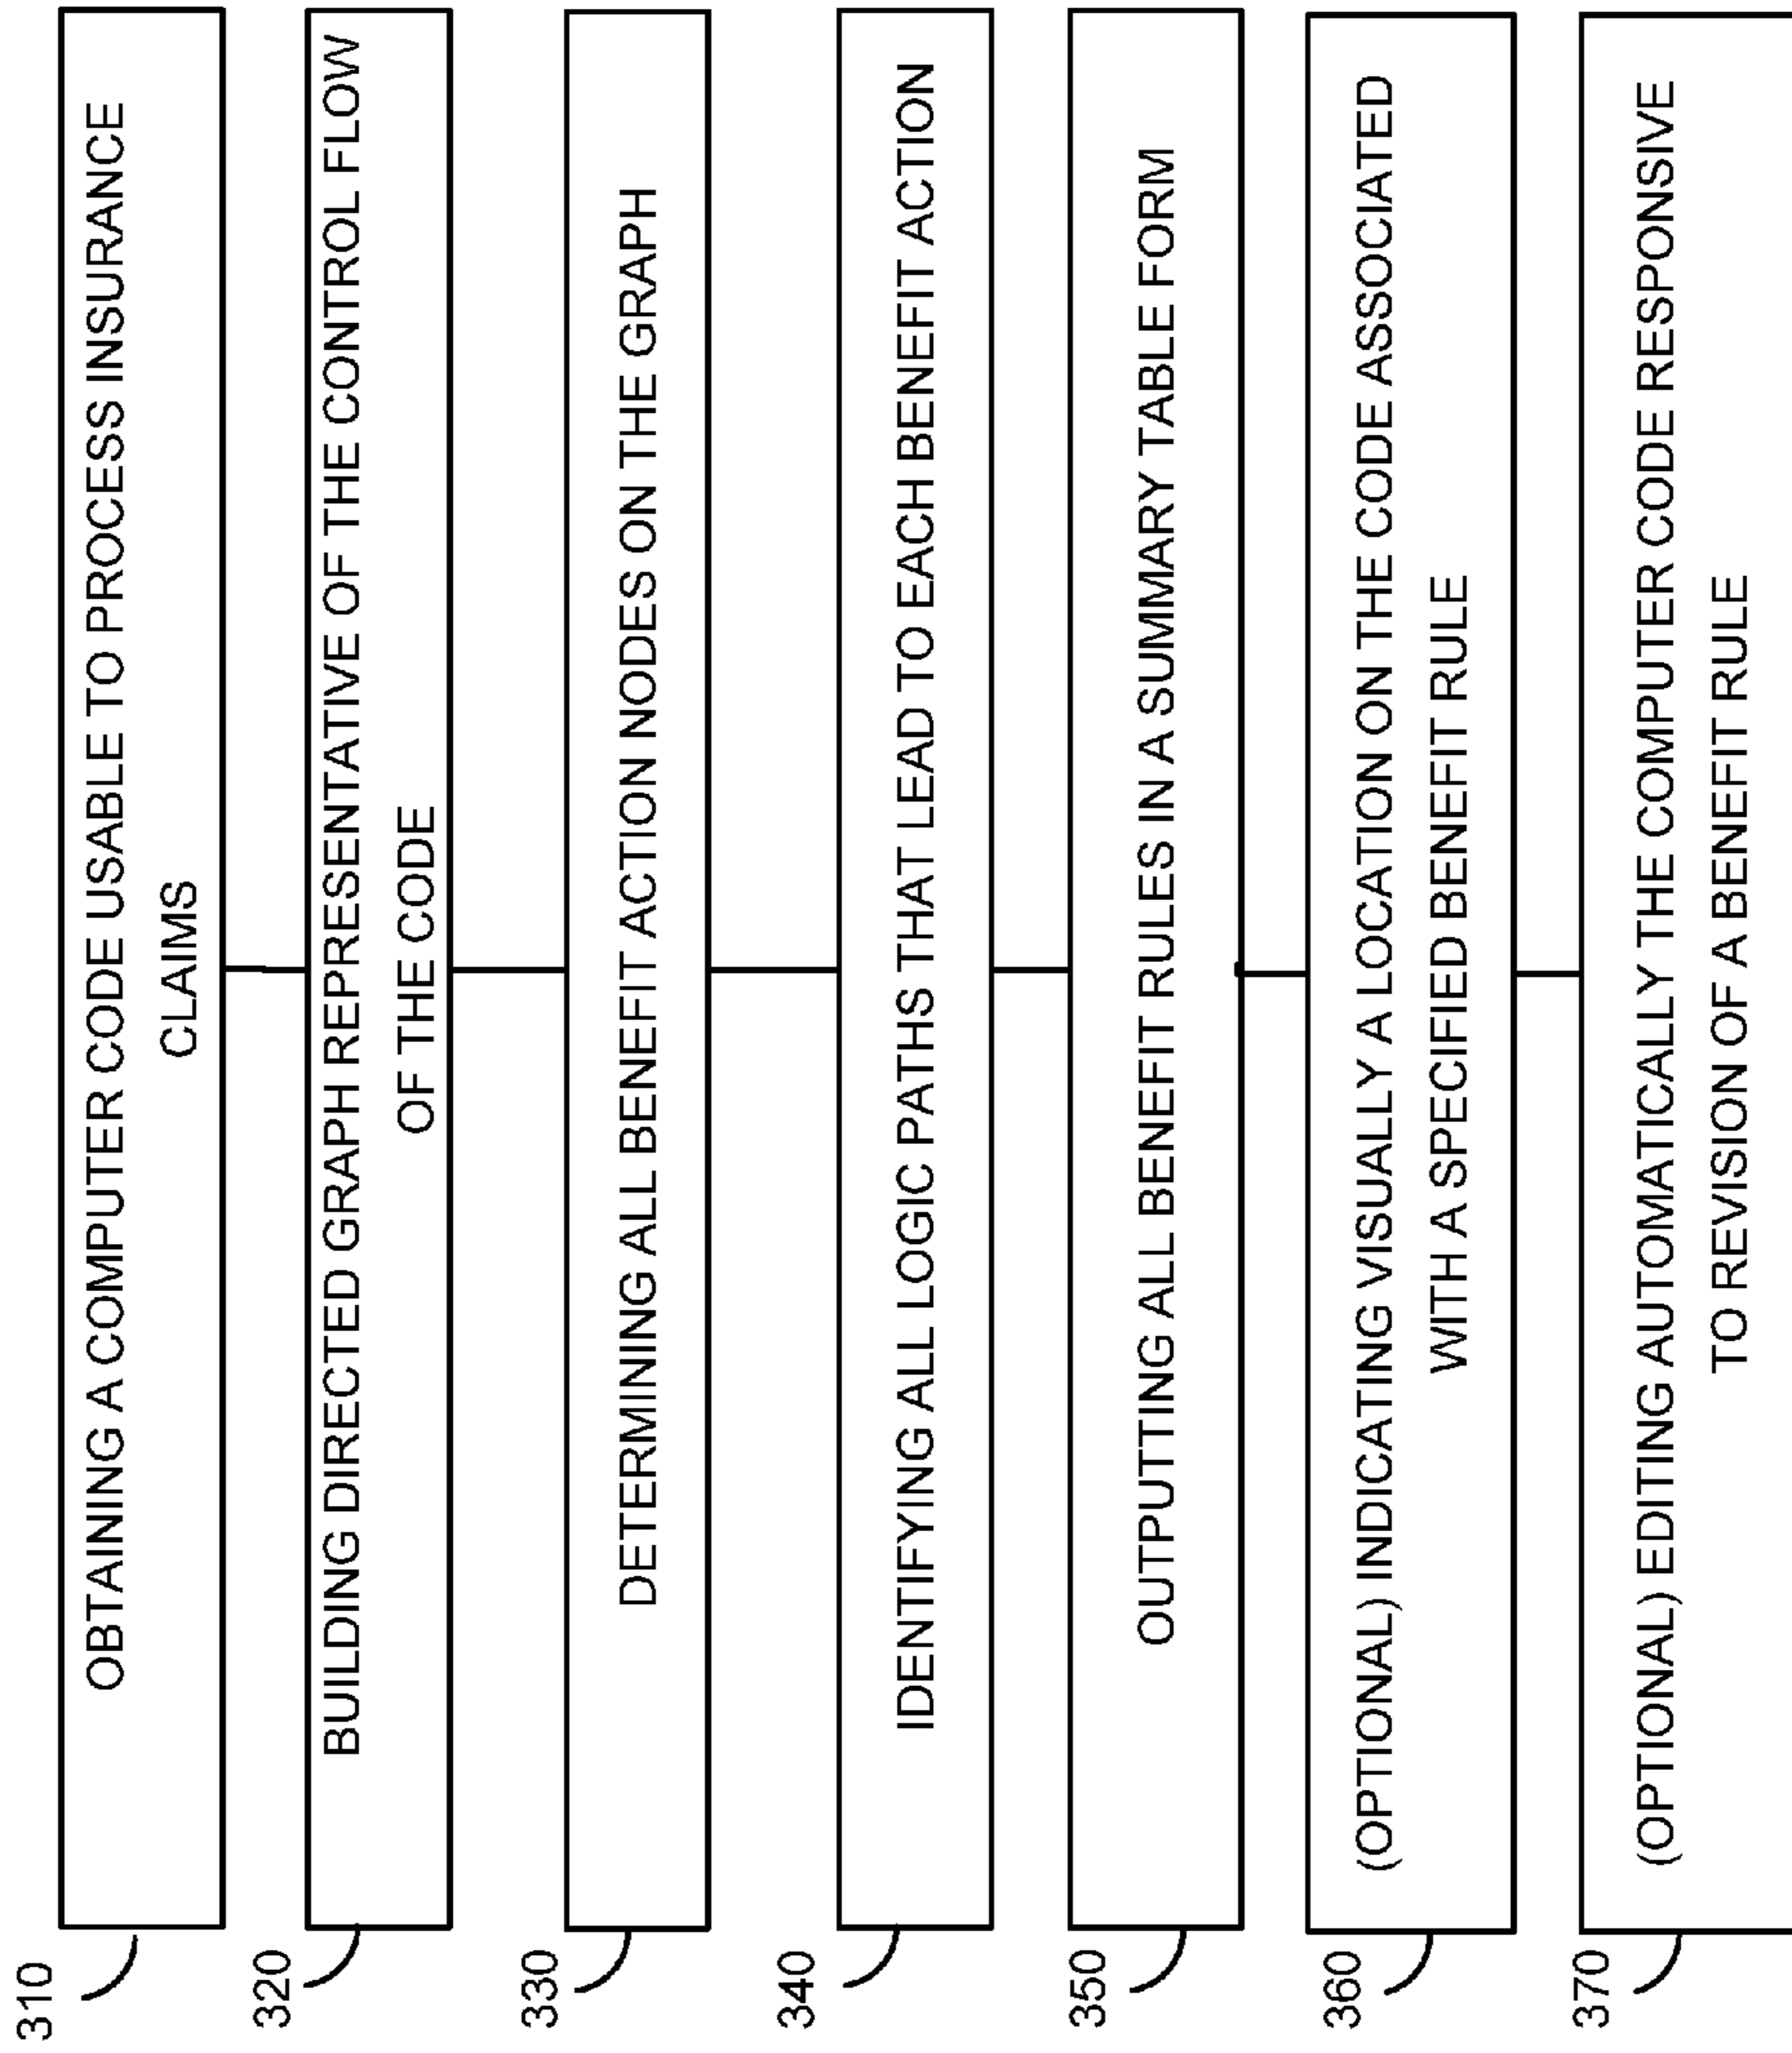 310
OBTAINING A COMPUTER CODE USABLE TO PROCESS INSURANCE
CLAIMS
320
BUILDING DIRECTED GRAPH REPRESENTATIVE OF THE CONTROL FLOW
OF THE CODE
330
DETERMINING ALL BENEFIT ACTION NODES ON THE GRAPH
340
IDENTIFYING ALL LOGIC PATHS THAT LEAD TO EACH BENEFIT ACTION
350
OUTPUTTING ALL BENEFIT RULES IN A SUMMARY TABLE FORM
360
(OPTIONAL) INDICATING VISUALLY A LOCATION ON THE CODE ASSOCIATED
WITH A SPECIFIED BENEFIT RULE
370
(OPTIONAL) EDITING AUTOMATICALLY THE COMPUTER CODE RESPONSIVE
TO REVISION OF A BENEFIT RULE